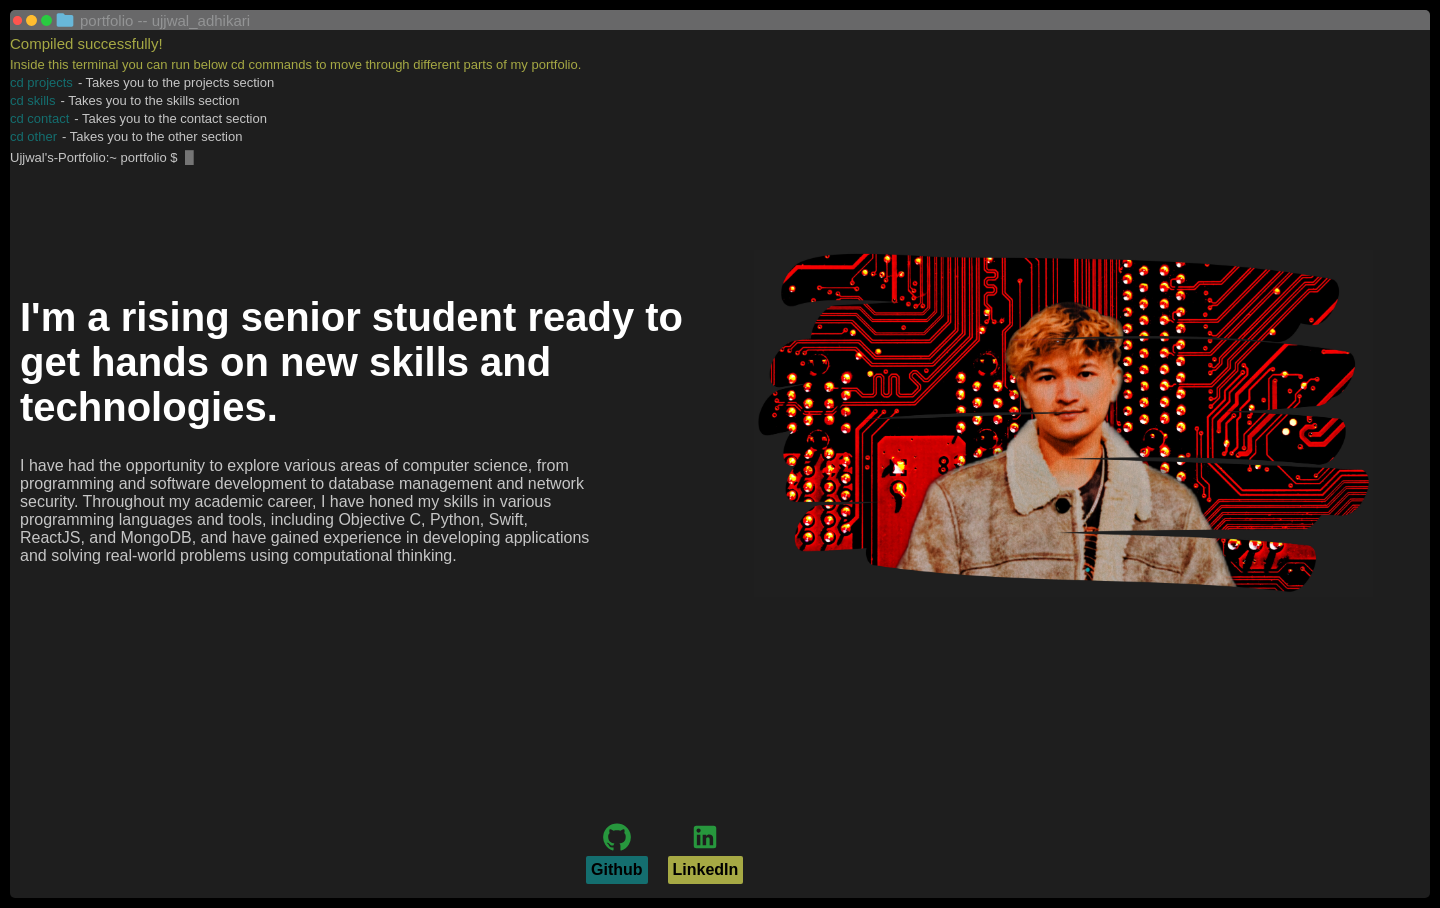 portfolio -- ujjwal_adhikari
Compiled successfully!
Inside this terminal you can run below cd commands to move through different parts of my portfolio.
cd projects - Takes you to the projects section
cd skills - Takes you to the skills section
cd contact - Takes you to the contact section
cd other - Takes you to the other section
Ujjwal's-Portfolio:~ portfolio $
I'm a rising senior student ready to
get hands on new skills and
technologies.
I have had the opportunity to explore various areas of computer science, from
programming and software development to database management and network
security. Throughout my academic career, I have honed my skills in various
programming languages and tools, including Objective C, Python, Swift,
ReactJS, and MongoDB, and have gained experience in developing applications
and solving real-world problems using computational thinking.
Github
LinkedIn